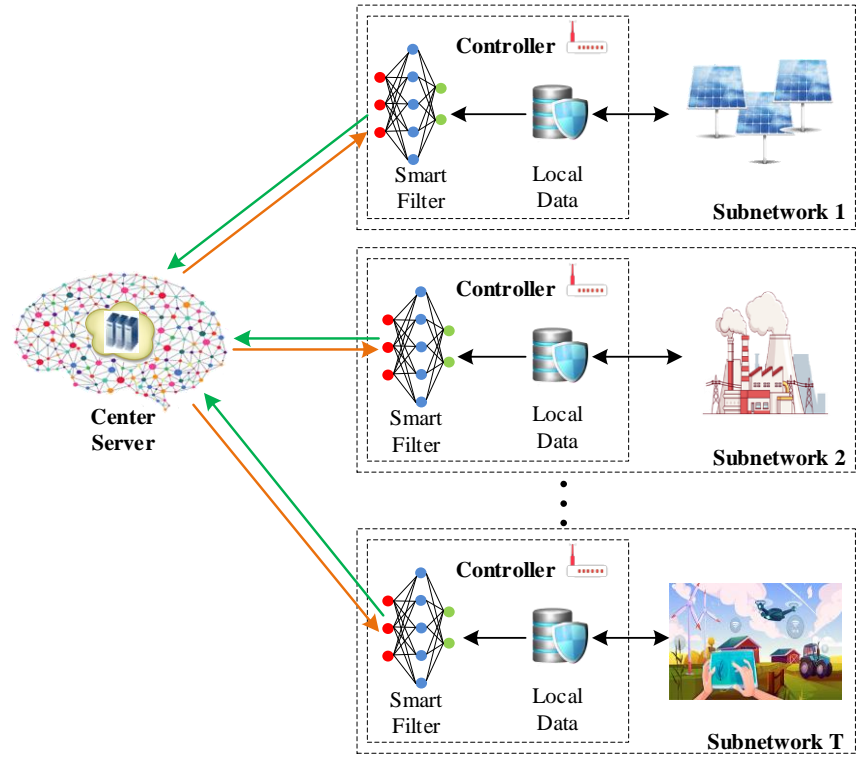 Controller
Smart
Filter
Local
Data
Subnetwork 1
Controller
Smart
Filter
Local
Data
Subnetwork 2
Center
Server
Controller
Smart
Filter
Local
Data
Subnetwork T